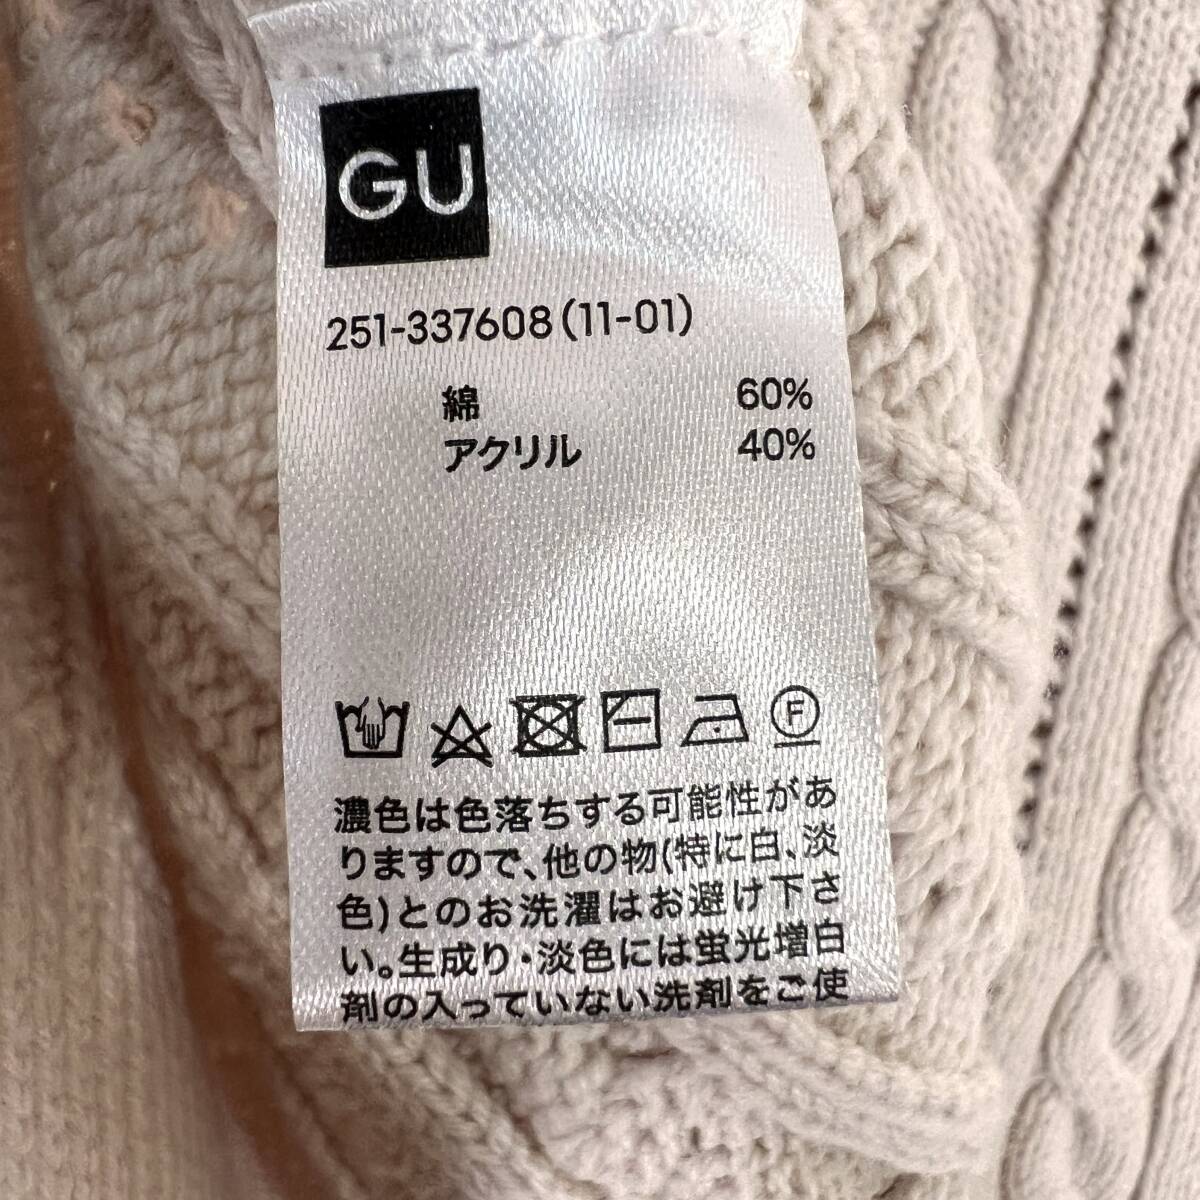 GU
251-337608(11-01)
綿 60%
アクリル 40%
F
濃色は色落ちする可能性があ
りますので、他の物(特に白、淡
色)とのお洗濯はお避け下さ
い。生成り・淡色には蛍光増白
剤の入っていない洗剤をご使